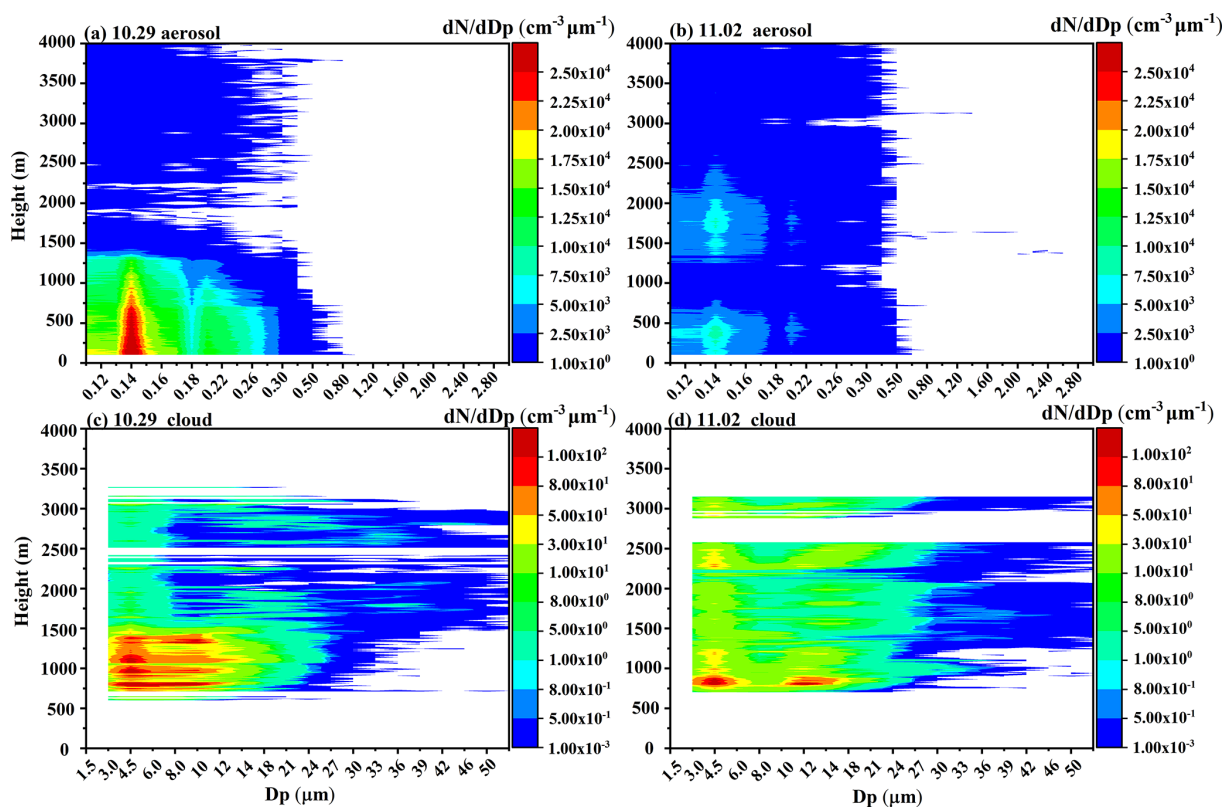 (a) 10.29 aerosol
dN/dDp (cm⁻³ μm⁻¹)
4000
3500
3000
2500
2000
1500
1000
500
0
Height (m)
0.12 0.14 0.16 0.18 0.22 0.26 0.30 0.50 0.80 1.20 1.60 2.00 2.40 2.80
2.50x10⁴
2.25x10⁴
2.00x10⁴
1.75x10⁴
1.50x10⁴
1.25x10⁴
1.00x10⁴
7.50x10³
5.00x10³
2.50x10³
1.00x10⁰
(b) 11.02 aerosol
dN/dDp (cm⁻³ μm⁻¹)
4000
3500
3000
2500
2000
1500
1000
500
0
0.12 0.14 0.16 0.18 0.22 0.26 0.30 0.50 0.80 1.20 1.60 2.00 2.40 2.80
2.50x10⁴
2.25x10⁴
2.00x10⁴
1.75x10⁴
1.50x10⁴
1.25x10⁴
1.00x10⁴
7.50x10³
5.00x10³
2.50x10³
1.00x10⁰
(c) 10.29 cloud
dN/dDp (cm⁻³ μm⁻¹)
4000
3500
3000
2500
2000
1500
1000
500
0
Height (m)
1.5 3.0 4.5 6.0 8.0 10 12 14 18 21 24 27 30 33 36 39 42 46 50
Dp (μm)
1.00x10²
8.00x10¹
5.00x10¹
3.00x10¹
1.00x10¹
8.00x10⁰
5.00x10⁰
1.00x10⁰
8.00x10⁻¹
5.00x10⁻¹
1.00x10⁻³
(d) 11.02 cloud
dN/dDp (cm⁻³ μm⁻¹)
4000
3500
3000
2500
2000
1500
1000
500
0
1.5 3.0 4.5 6.0 8.0 10 12 14 18 21 24 27 30 33 36 39 42 46 50
Dp (μm)
1.00x10²
8.00x10¹
5.00x10¹
3.00x10¹
1.00x10¹
8.00x10⁰
5.00x10⁰
1.00x10⁰
8.00x10⁻¹
5.00x10⁻¹
1.00x10⁻³